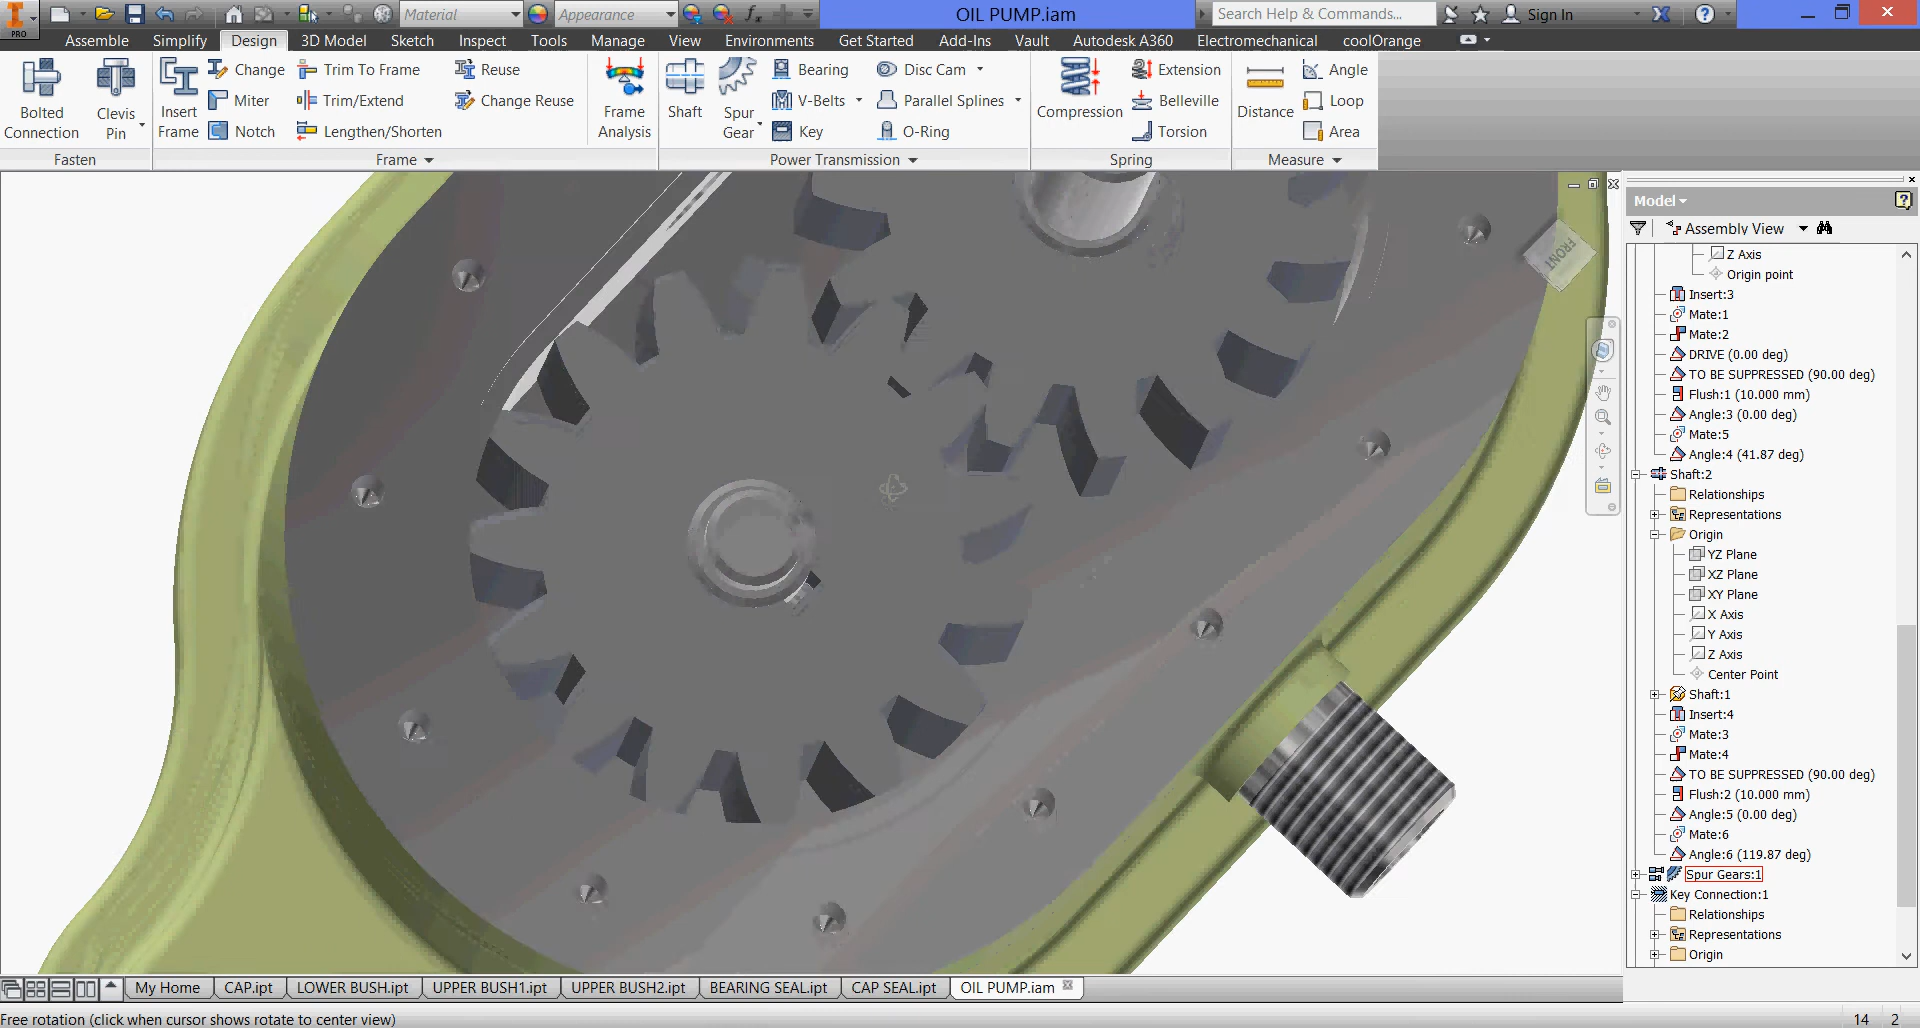 PRO
Material
Appearance
OIL PUMP.iam
Search Help & Commands...
Sign In
Assemble Simplify Design 3D Model Sketch Inspect Tools Manage View Environments Get Started Add-Ins Vault Autodesk A360 Electromechanical coolOrange
Bolted Connection
Clevis Pin
Insert Frame
Change
Miter
Notch
Trim To Frame
Trim/Extend
Lengthen/Shorten
Reuse
Change Reuse
Frame Analysis
Shaft
Spur Gear
Bearing
V-Belts
Key
Disc Cam
Parallel Splines
O-Ring
Compression
Extension
Belleville
Torsion
Distance
Angle
Loop
Area
Fasten
Frame
Power Transmission
Spring
Measure
FRONT
Model
Assembly View
Z Axis
Origin point
Insert:3
Mate:1
Mate:2
DRIVE (0.00 deg)
TO BE SUPPRESSED (90.00 deg)
Flush:1 (10.000 mm)
Angle:3 (0.00 deg)
Mate:5
Angle:4 (41.87 deg)
Shaft:2
Relationships
Representations
Origin
YZ Plane
XZ Plane
XY Plane
X Axis
Y Axis
Z Axis
Center Point
Shaft:1
Insert:4
Mate:3
Mate:4
TO BE SUPPRESSED (90.00 deg)
Flush:2 (10.000 mm)
Angle:5 (0.00 deg)
Mate:6
Angle:6 (119.87 deg)
Spur Gears:1
Key Connection:1
Relationships
Representations
Origin
My Home CAP.ipt LOWER BUSH.ipt UPPER BUSH1.ipt UPPER BUSH2.ipt BEARING SEAL.ipt CAP SEAL.ipt OIL PUMP.iam
Free rotation (click when cursor shows rotate to center view)
14 2